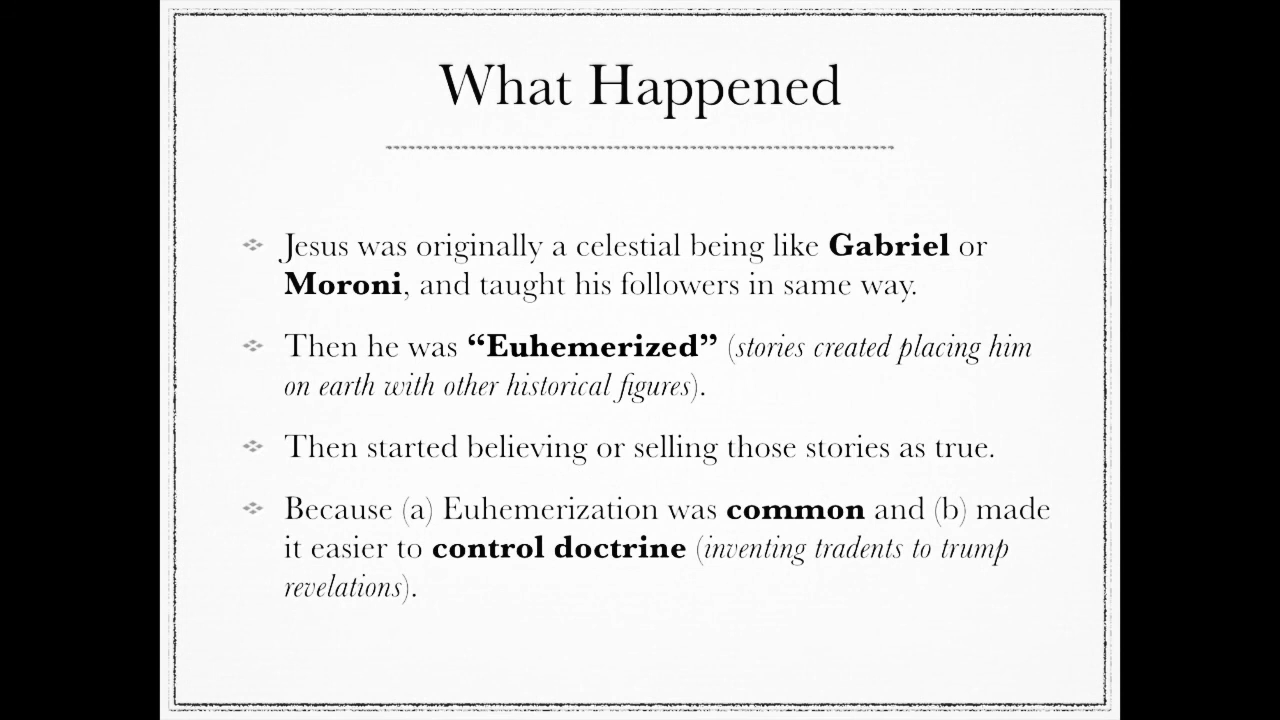 What Happened
Jesus was originally a celestial being like Gabriel or
Moroni, and taught his followers in same way.
Then he was “Euhemerized” (stories created placing him
on earth with other historical figures).
Then started believing or selling those stories as true.
Because (a) Euhemerization was common and (b) made
it easier to control doctrine (inventing tradents to trump
revelations).